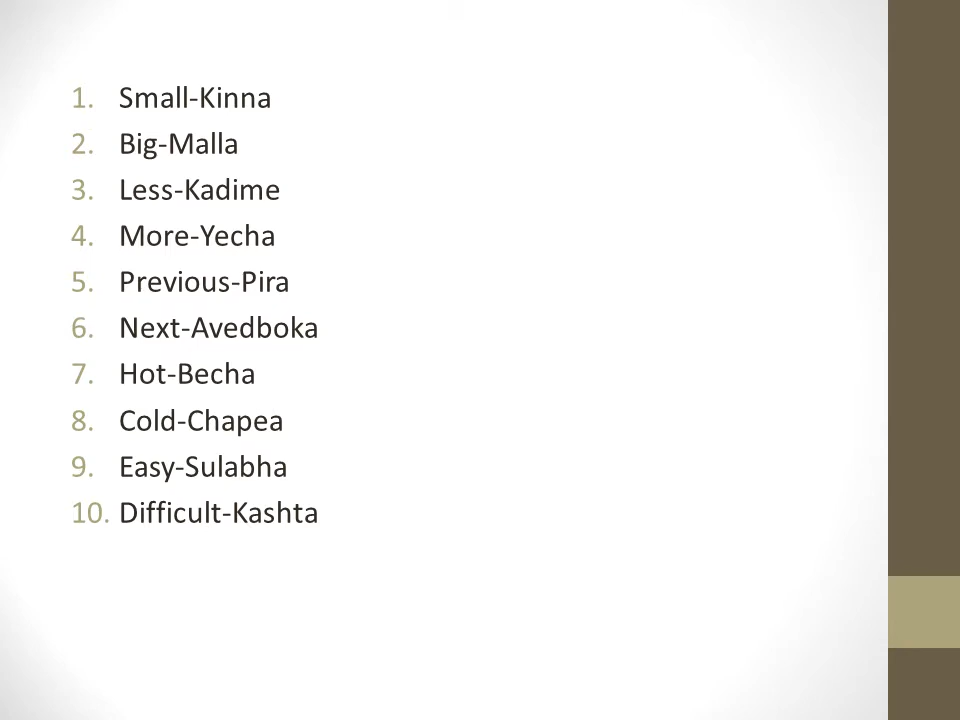 1. Small-Kinna
2. Big-Malla
3. Less-Kadime
4. More-Yecha
5. Previous-Pira
6. Next-Avedboka
7. Hot-Becha
8. Cold-Chapea
9. Easy-Sulabha
10. Difficult-Kashta